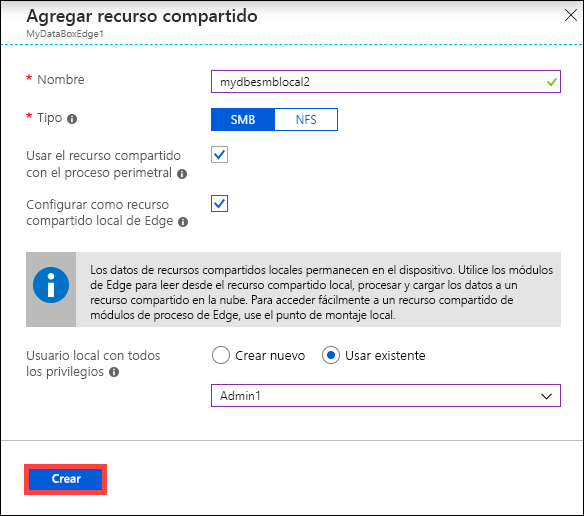 Agregar recurso compartido
MyDataBoxEdge1
* Nombre
mydbesmblocal2
* Tipo
SMB
NFS
Usar el recurso compartido
con el proceso perimetral
Configurar como recurso
compartido local de Edge
Los datos de recursos compartidos locales permanecen en el dispositivo. Utilice los módulos
de Edge para leer desde el recurso compartido local, procesar y cargar los datos a un
recurso compartido en la nube. Para acceder fácilmente a un recurso compartido de
módulos de proceso de Edge, use el punto de montaje local.
Usuario local con todos
los privilegios
Crear nuevo
Usar existente
Admin1
Crear